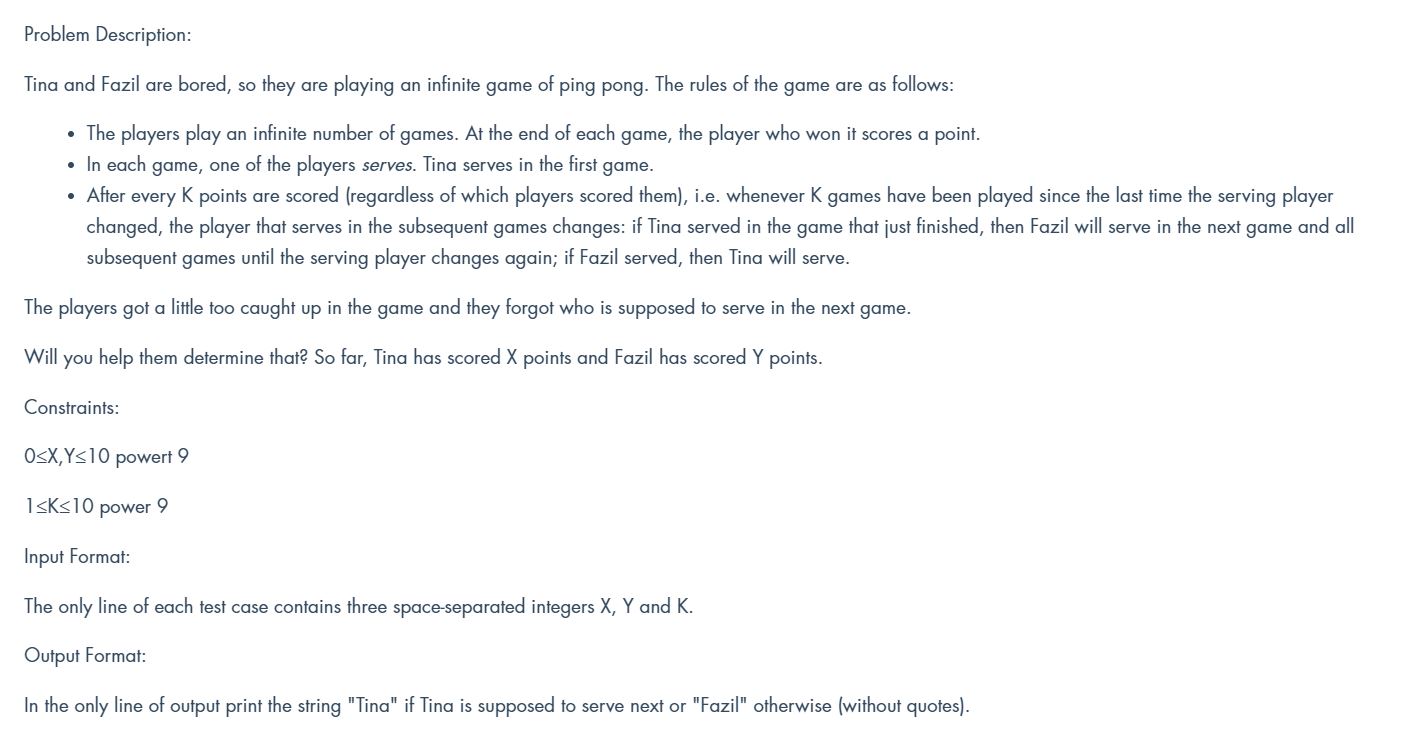 Problem Description:
Tina and Fazil are bored, so they are playing an infinite game of ping pong. The rules of the game are as follows:
• The players play an infinite number of games. At the end of each game, the player who won it scores a point.
• In each game, one of the players serves. Tina serves in the first game.
• After every K points are scored (regardless of which players scored them), i.e. whenever K games have been played since the last time the serving player
changed, the player that serves in the subsequent games changes: if Tina served in the game that just finished, then Fazil will serve in the next game and all
subsequent games until the serving player changes again; if Fazil served, then Tina will serve.
The players got a little too caught up in the game and they forgot who is supposed to serve in the next game.
Will you help them determine that? So far, Tina has scored X points and Fazil has scored Y points.
Constraints:
0≤X,Y≤10 powert 9
1≤K≤10 power 9
Input Format:
The only line of each test case contains three space-separated integers X, Y and K.
Output Format:
In the only line of output print the string "Tina" if Tina is supposed to serve next or "Fazil" otherwise (without quotes).